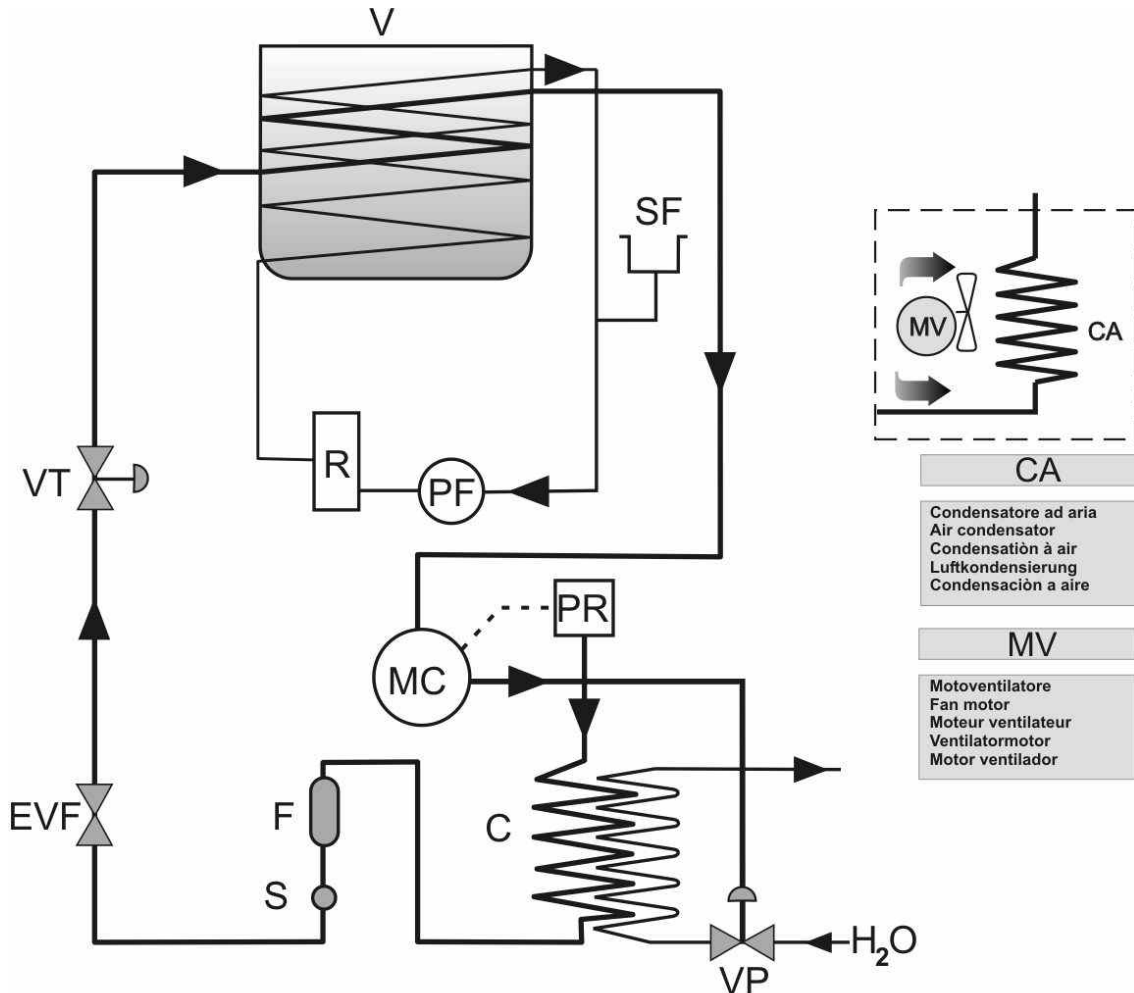 V
SF
MV
CA
VT
R
PF
CA
Condensatore ad aria
Air condensator
Condensatiòn à air
Luftkondensierung
Condensaciòn a aire
PR
MC
MV
Motoventilatore
Fan motor
Moteur ventilateur
Ventilatormotor
Motor ventilador
EVF
F
C
S
H₂O
VP